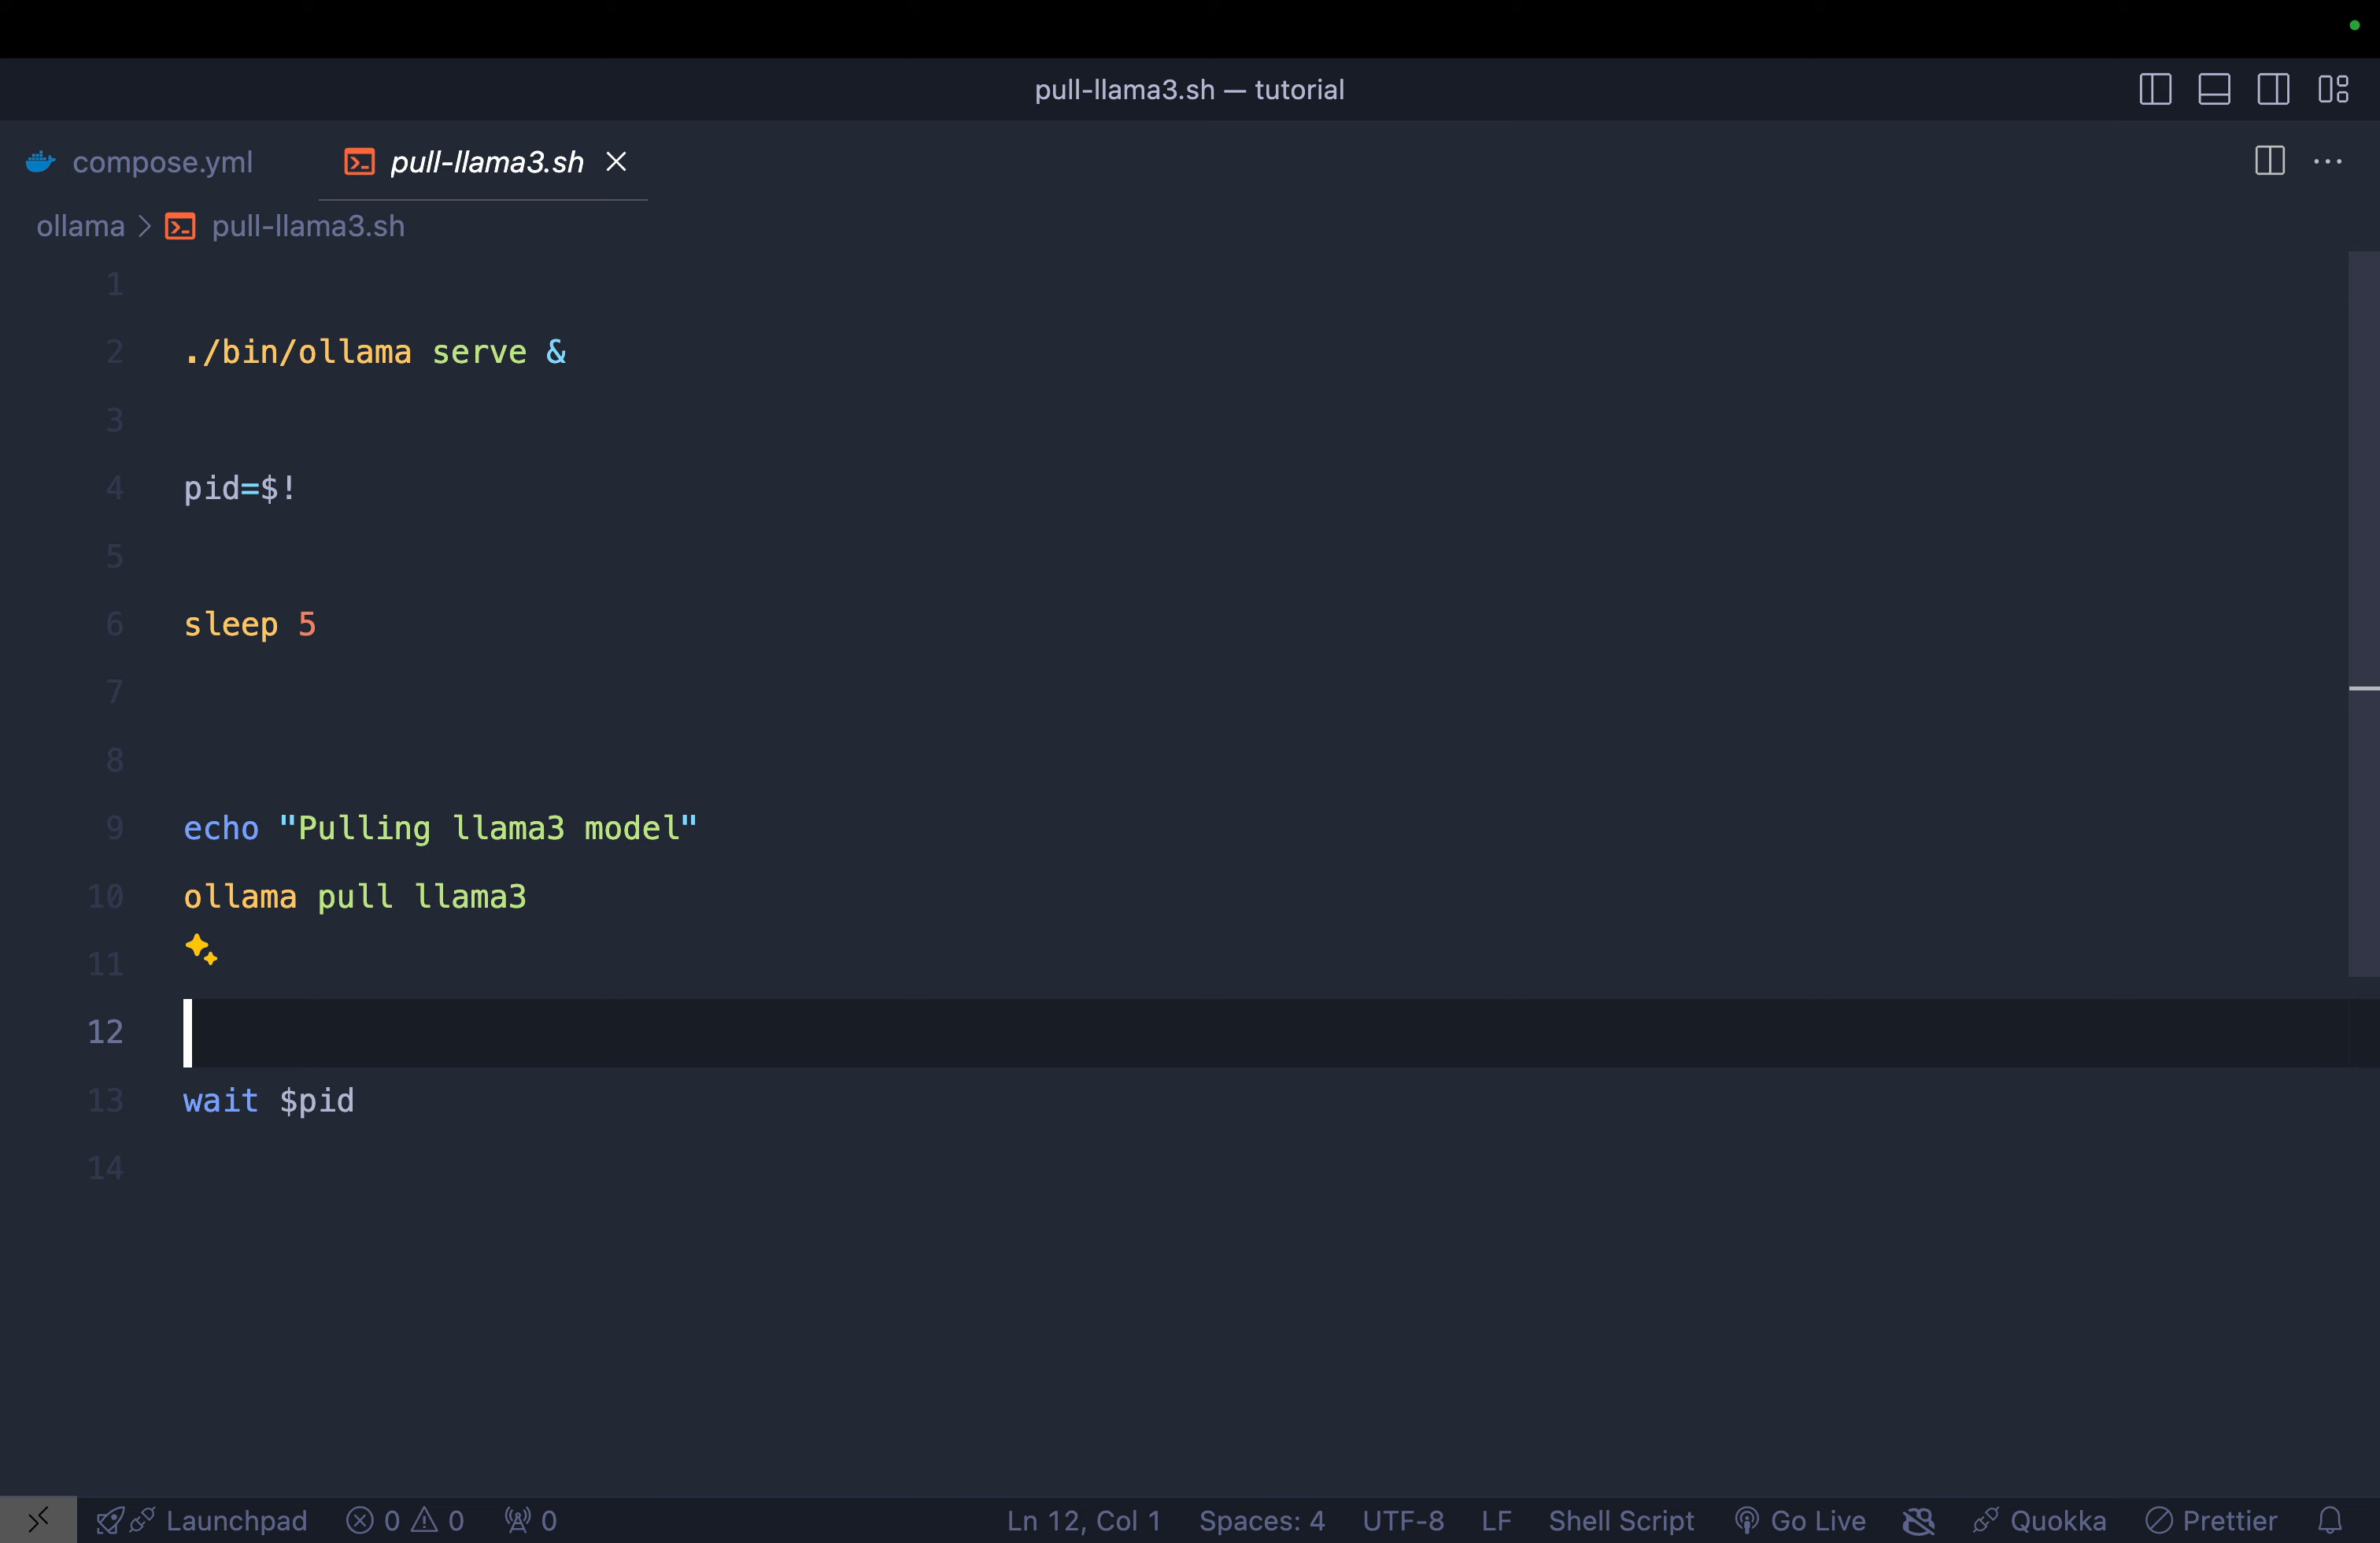 pull-llama3.sh — tutorial
compose.yml
pull-llama3.sh
ollama > pull-llama3.sh
1
2 ./bin/ollama serve &
3
4 pid=$!
5
6 sleep 5
7
8
9 echo "Pulling llama3 model"
10 ollama pull llama3
11
12
13 wait $pid
14
Launchpad 0 0 0 Ln 12, Col 1 Spaces: 4 UTF-8 LF Shell Script Go Live Quokka Prettier